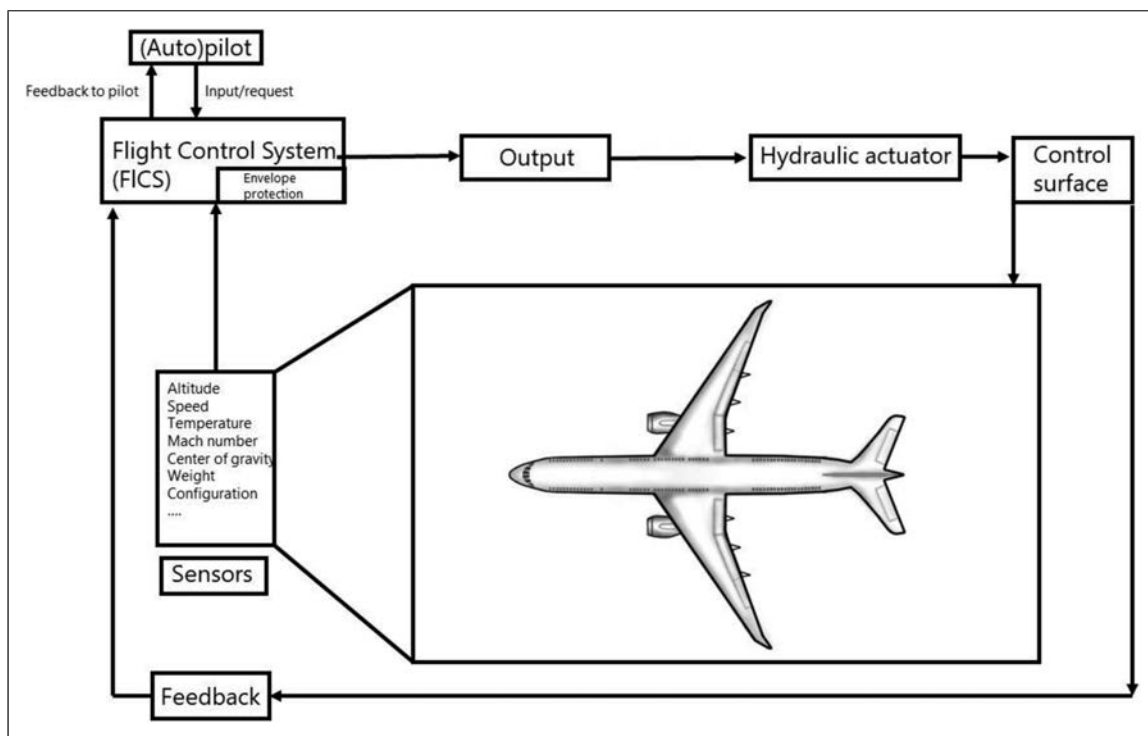 (Auto)pilot
Feedback to pilot
Input/request
Flight Control System
(FlCS)
Envelope
protection
Output
Hydraulic actuator
Control
surface
Altitude
Speed
Temperature
Mach number
Center of gravity
Weight
Configuration
....
Sensors
Feedback